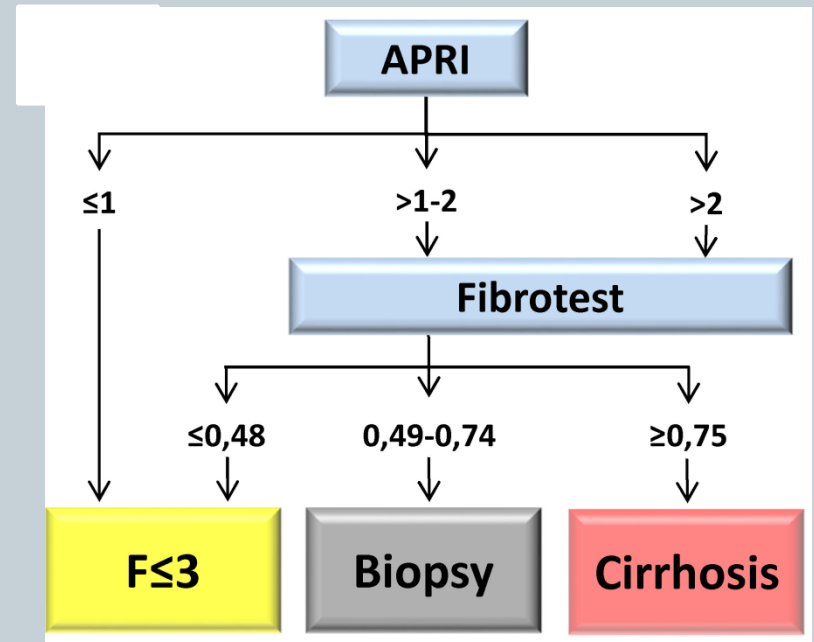 APRI
≤1
>1-2
>2
Fibrotest
≤0,48
0,49-0,74
≥0,75
F≤3
Biopsy
Cirrhosis